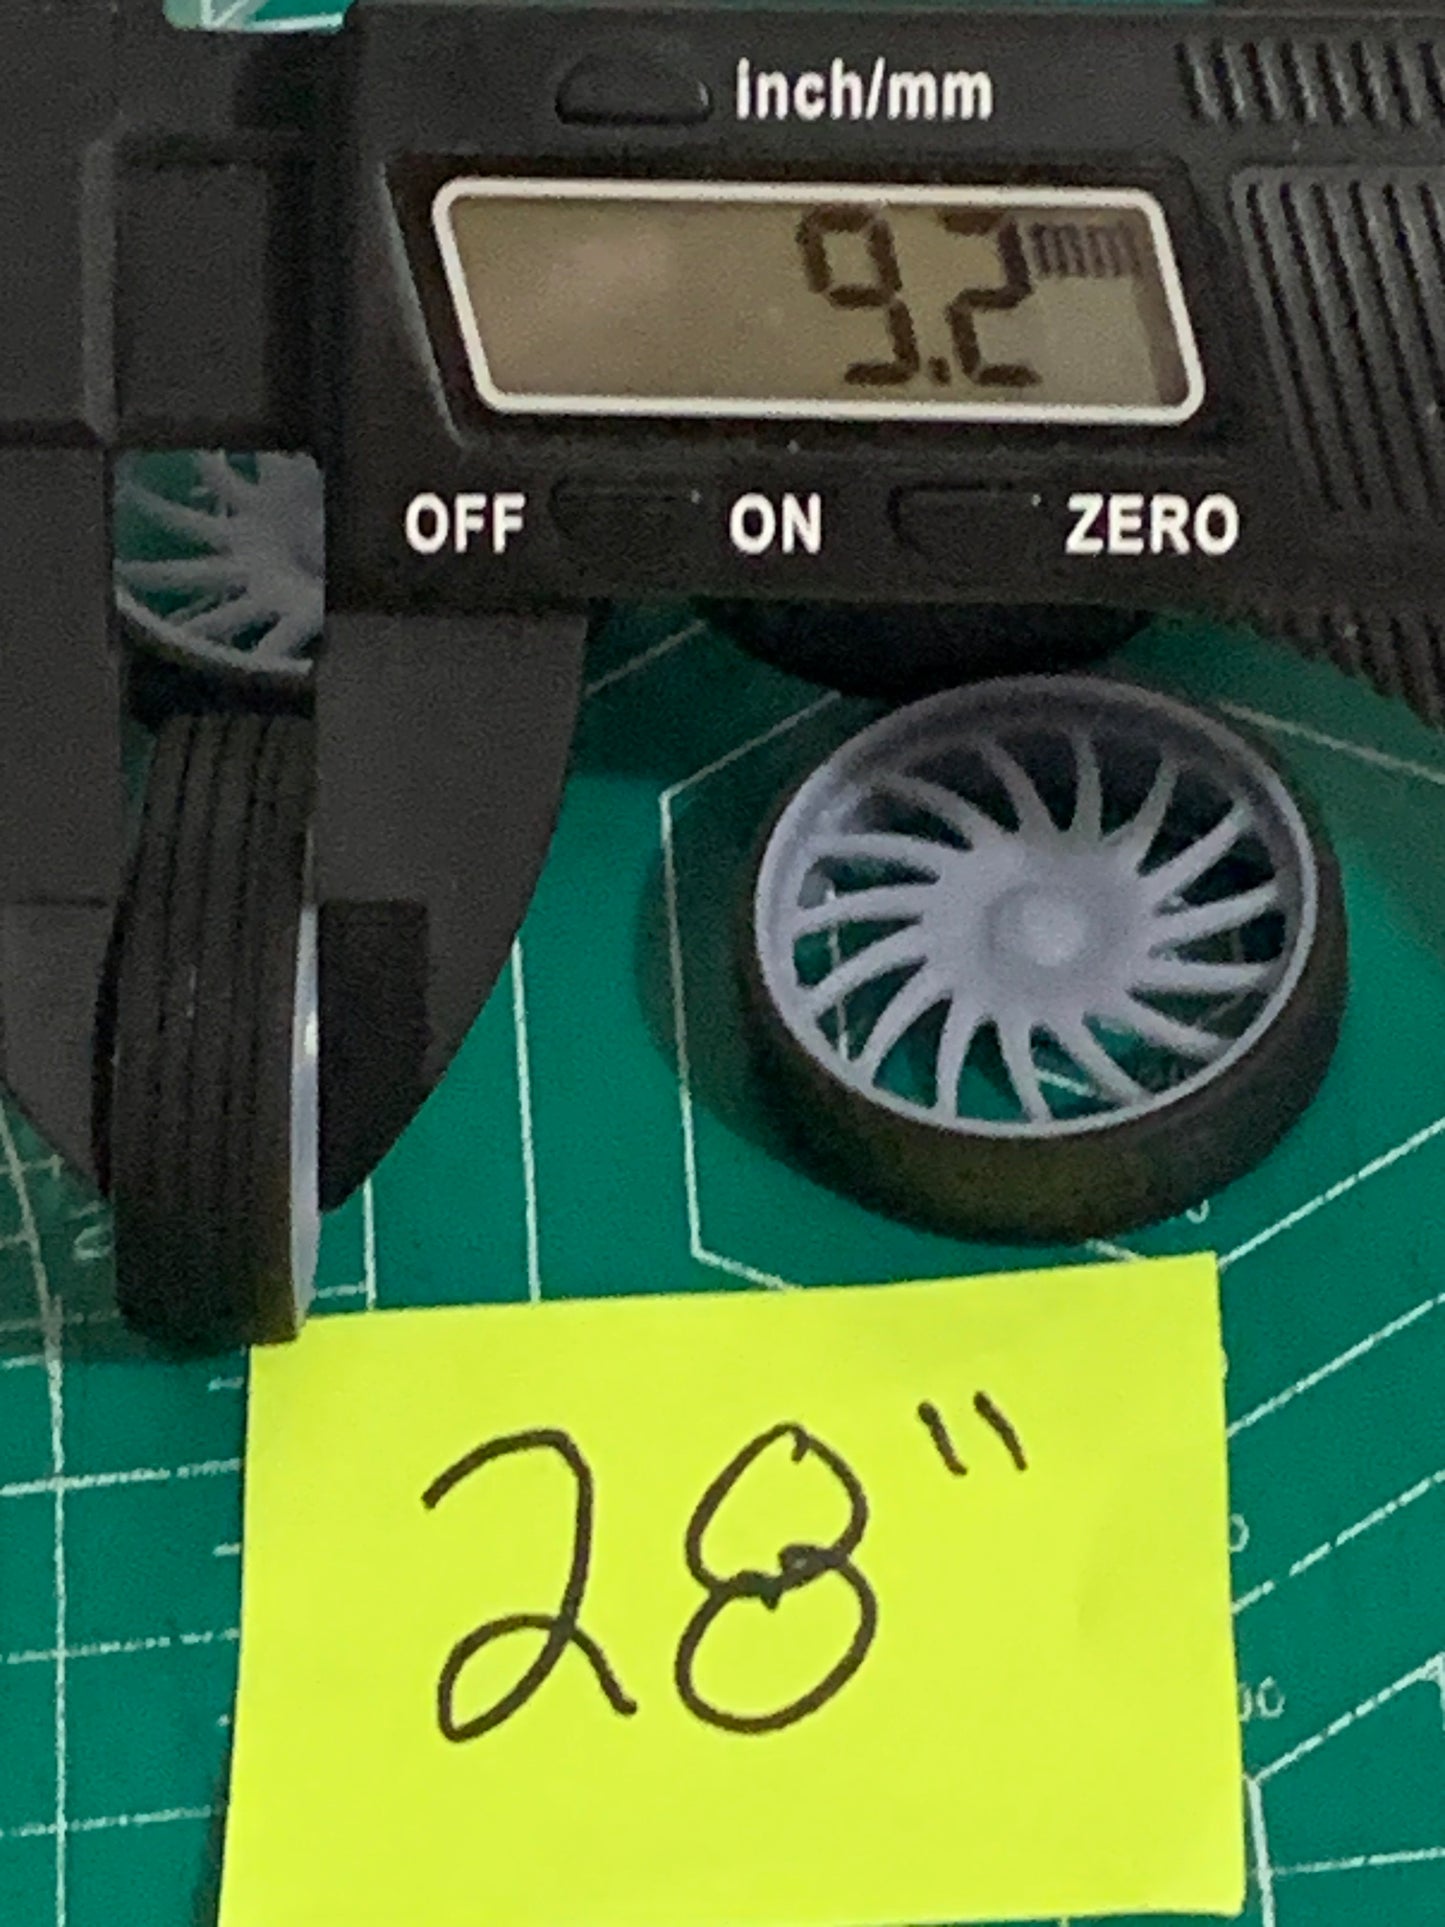 Inch/mm
9.2mm
OFF ON ZERO
28"